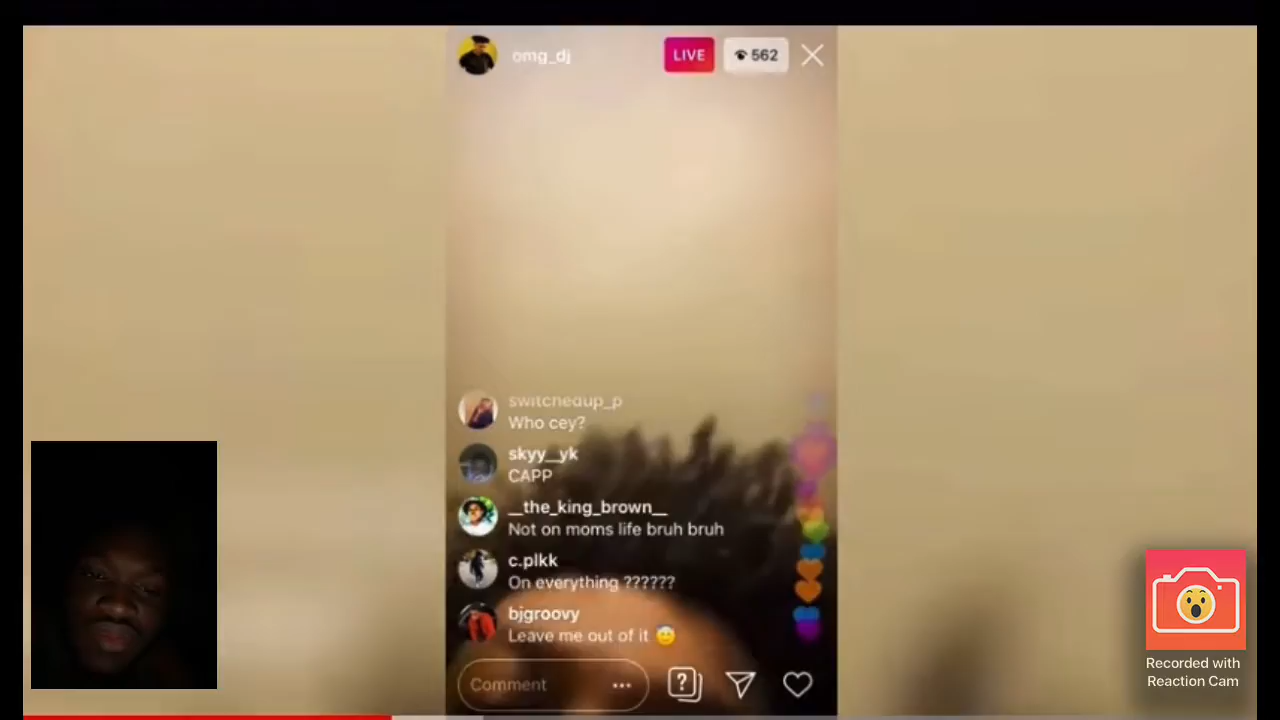 omg_dj
LIVE
562
switchedup_p
Who cey?
skyy__yk
CAPP
__the_king_brown__
Not on moms life bruh bruh
c.plkk
On everything ??????
bjgroovy
Leave me out of it 😇
Comment
Recorded with
Reaction Cam